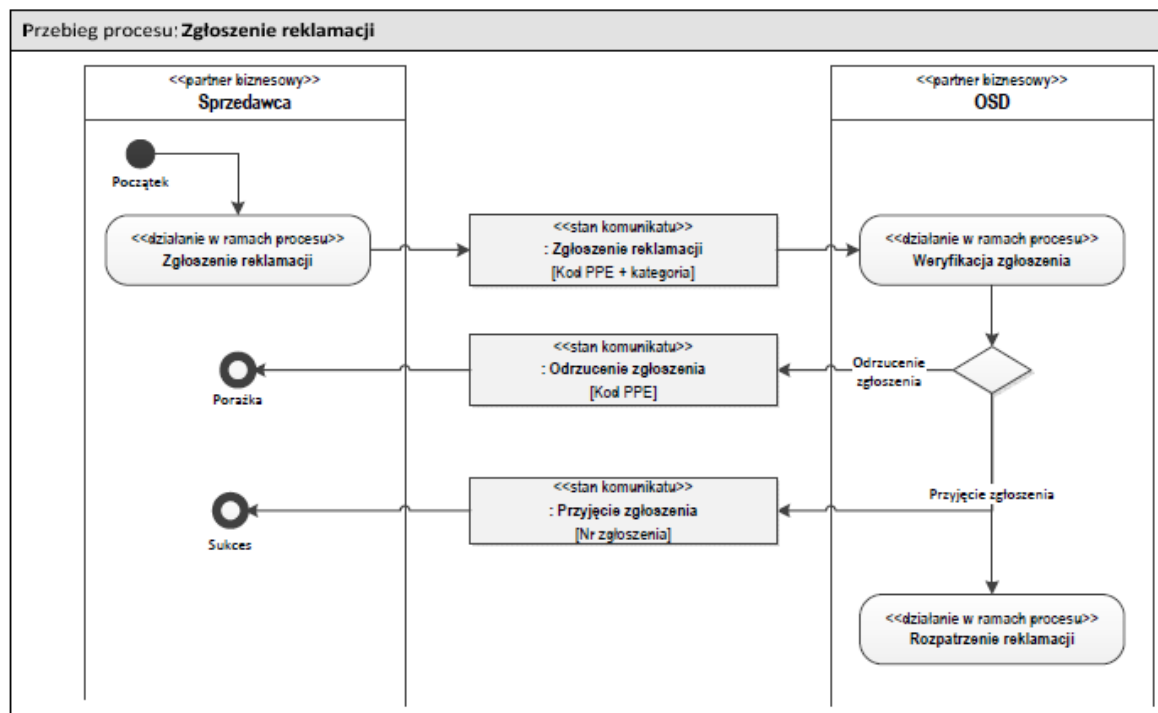 Przebieg procesu: Zgłoszenie reklamacji
<<partner biznesowy>>
Sprzedawca
<<partner biznesowy>>
OSD
Początek
<<działanie w ramach procesu>>
Zgłoszenie reklamacji
<<stan komunikatu>>
: Zgłoszenie reklamacji
[Kod PPE + kategoria]
<<działanie w ramach procesu>>
Weryfikacja zgłoszenia
Porażka
<<stan komunikatu>>
: Odrzucenie zgłoszenia
[Kod PPE]
Odrzucenie
zgłoszenia
Sukces
<<stan komunikatu>>
: Przyjęcie zgłoszenia
[Nr zgłoszenia]
Przyjęcie zgłoszenia
<<działanie w ramach procesu>>
Rozpatrzenie reklamacji